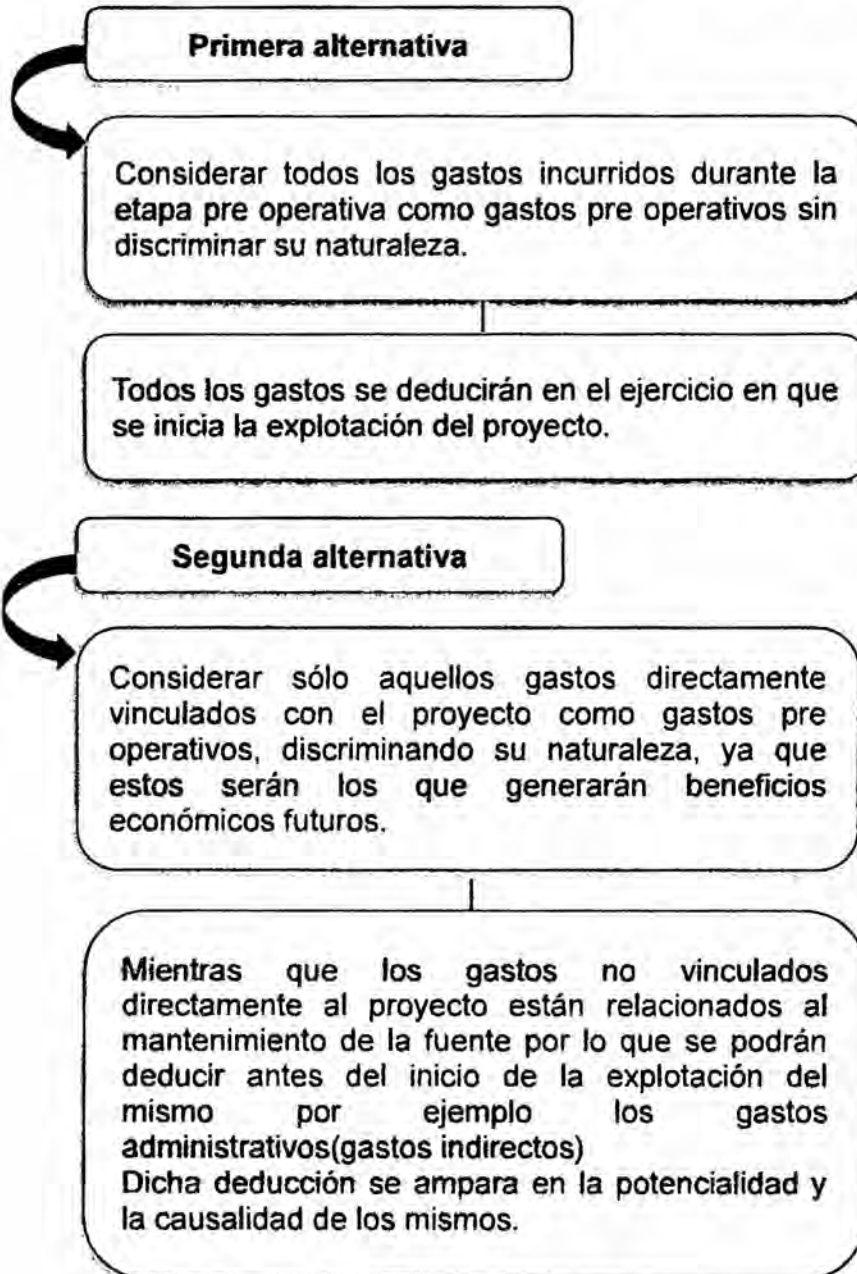 Primera alternativa
Considerar todos los gastos incurridos durante la
etapa pre operativa como gastos pre operativos sin
discriminar su naturaleza.
Todos los gastos se deducirán en el ejercicio en que
se inicia la explotación del proyecto.
Segunda alternativa
Considerar sólo aquellos gastos directamente
vinculados con el proyecto como gastos pre
operativos, discriminando su naturaleza, ya que
estos serán los que generarán beneficios
económicos futuros.
Mientras que los gastos no vinculados
directamente al proyecto están relacionados al
mantenimiento de la fuente por lo que se podrán
deducir antes del inicio de la explotación del
mismo por ejemplo los gastos
administrativos(gastos indirectos)
Dicha deducción se ampara en la potencialidad y
la causalidad de los mismos.